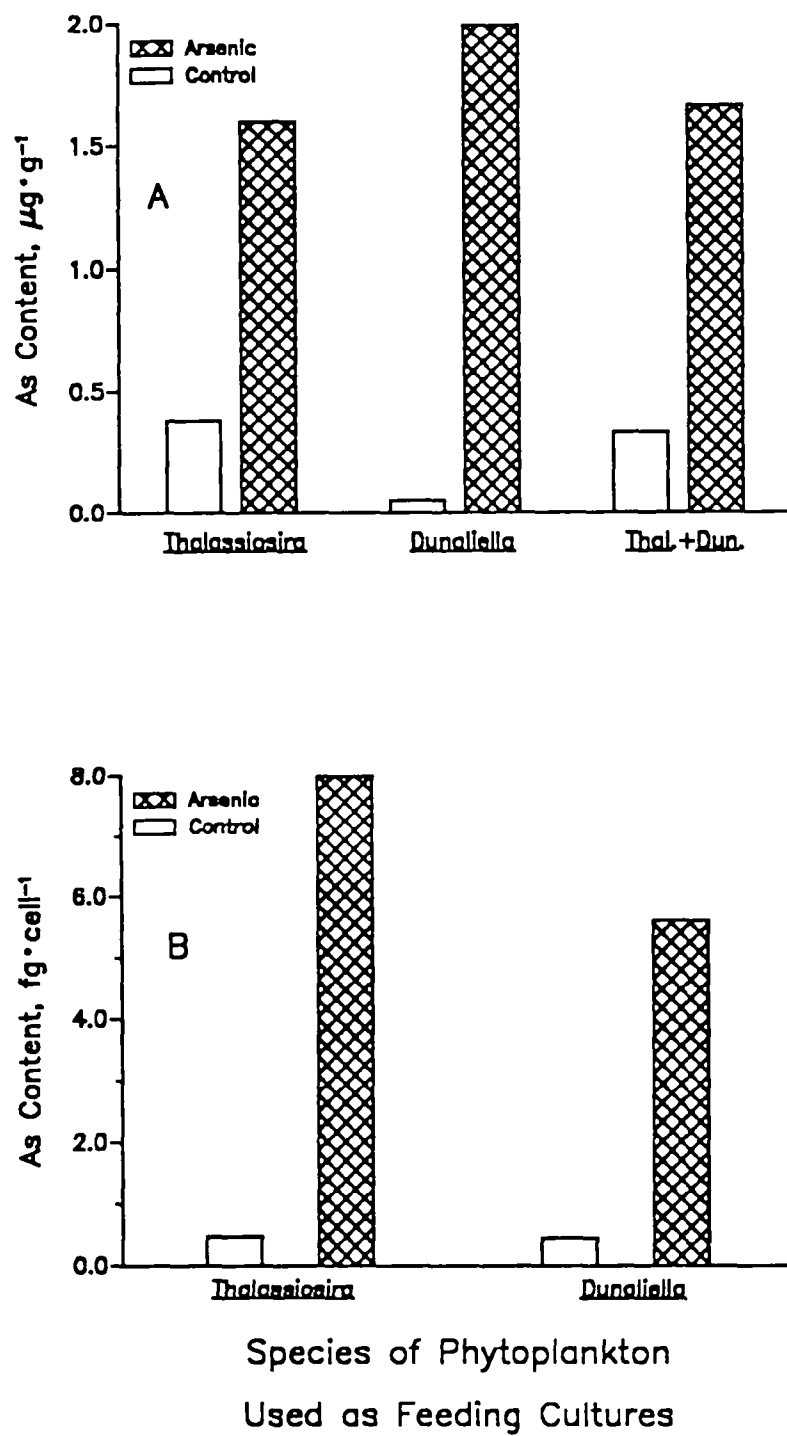 2.0
Arsenic
Control
1.5
A
As Content, µg·g⁻¹
1.0
0.5
0.0
Thalassiosira Dunaliella Thal.+Dun.
8.0
Arsenic
Control
6.0
B
As Content, fg·cell⁻¹
4.0
2.0
0.0
Thalassiosira Dunaliella
Species of Phytoplankton
Used as Feeding Cultures